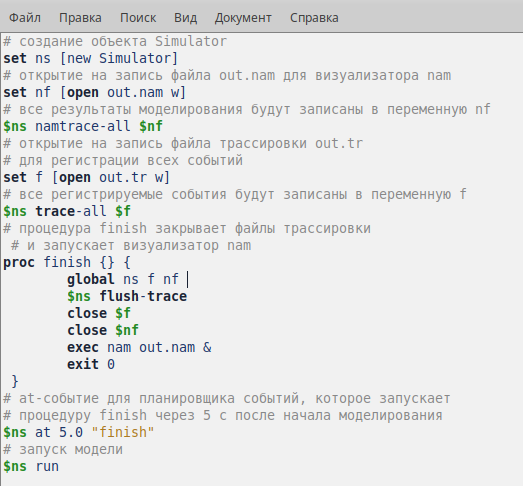 Файл Правка Поиск Вид Документ Справка
# создание объекта Simulator
set ns [new Simulator]
# открытие на запись файла out.nam для визуализатора nam
set nf [open out.nam w]
# все результаты моделирования будут записаны в переменную nf
$ns namtrace-all $nf
# открытие на запись файла трассировки out.tr
# для регистрации всех событий
set f [open out.tr w]
# все регистрируемые события будут записаны в переменную f
$ns trace-all $f
# процедура finish закрывает файлы трассировки
 # и запускает визуализатор nam
proc finish {} {
        global ns f nf
        $ns flush-trace
        close $f
        close $nf
        exec nam out.nam &
        exit 0
 }
# at-событие для планировщика событий, которое запускает
# процедуру finish через 5 с после начала моделирования
$ns at 5.0 "finish"
# запуск модели
$ns run